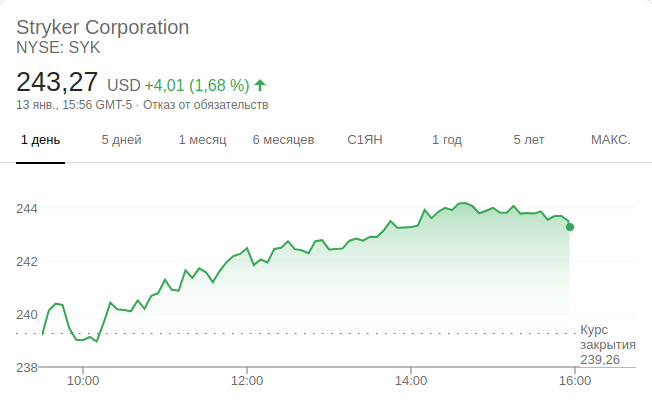 Stryker Corporation
NYSE: SYK
243,27 USD +4,01 (1,68 %)
13 янв., 15:56 GMT-5 · Отказ от обязательств
1 день 5 дней 1 месяц 6 месяцев С1ЯН 1 год 5 лет МАКС.
244
242
240
238
Курс
закрытия
239,26
10:00 12:00 14:00 16:00